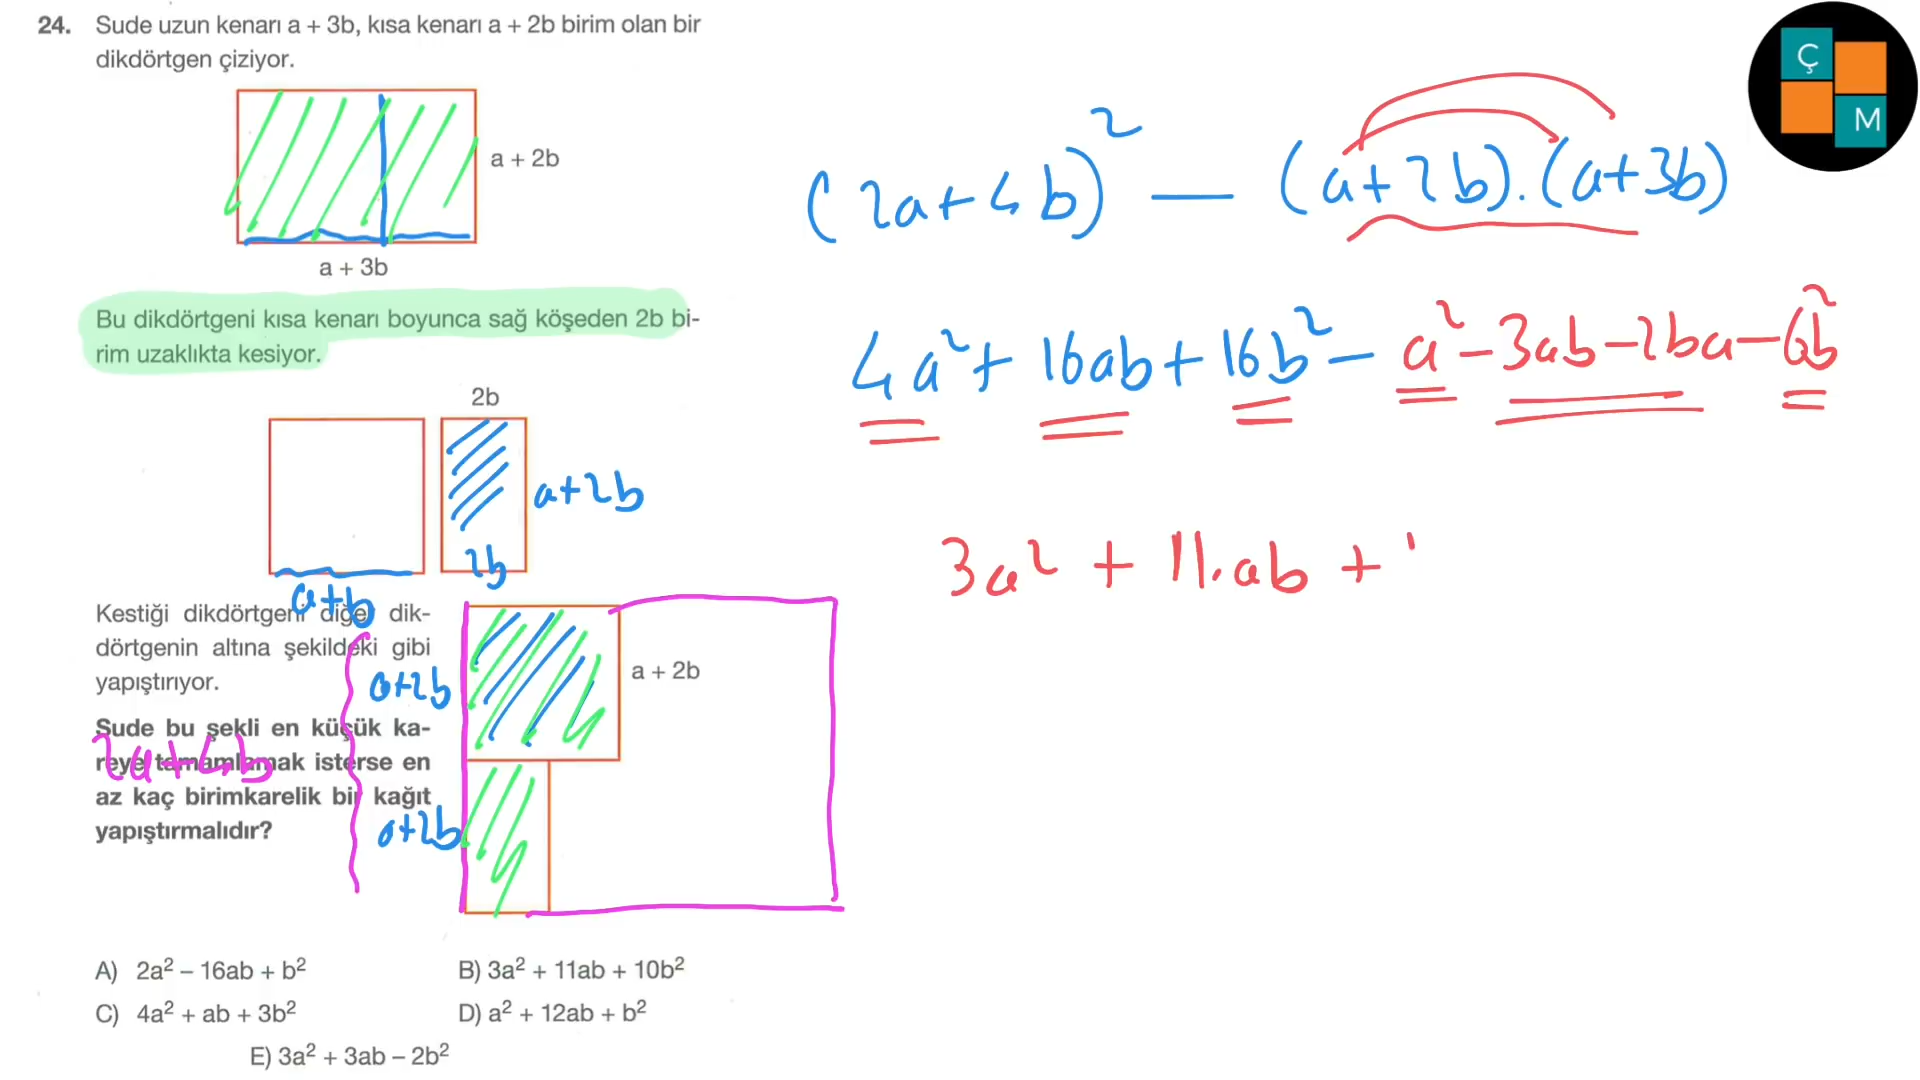 24. Sude uzun kenarı a + 3b, kısa kenarı a + 2b birim olan bir
dikdörtgen çiziyor.
a + 2b
a + 3b
Bu dikdörtgeni kısa kenarı boyunca sağ köşeden 2b bi-
rim uzaklıkta kesiyor.
2b
a+2b
2b
a+b
Kestiği dikdörtgeni diğer dik-
dörtgenin altına şekildeki gibi
yapıştırıyor.
a+2b
a + 2b
Sude bu şekli en küçük ka-
reye tamamlamak isterse en
az kaç birimkarelik bir kağıt
yapıştırmalıdır?
2a+4b
a+2b
A) 2a² – 16ab + b²
B) 3a² + 11ab + 10b²
C) 4a² + ab + 3b²
D) a² + 12ab + b²
E) 3a² + 3ab – 2b²
(2a+4b)² — (a+2b).(a+3b)
4a² + 16ab + 16b² – a² – 3ab – 2ba – 6b²
3a² + 11.ab +
Ç
M